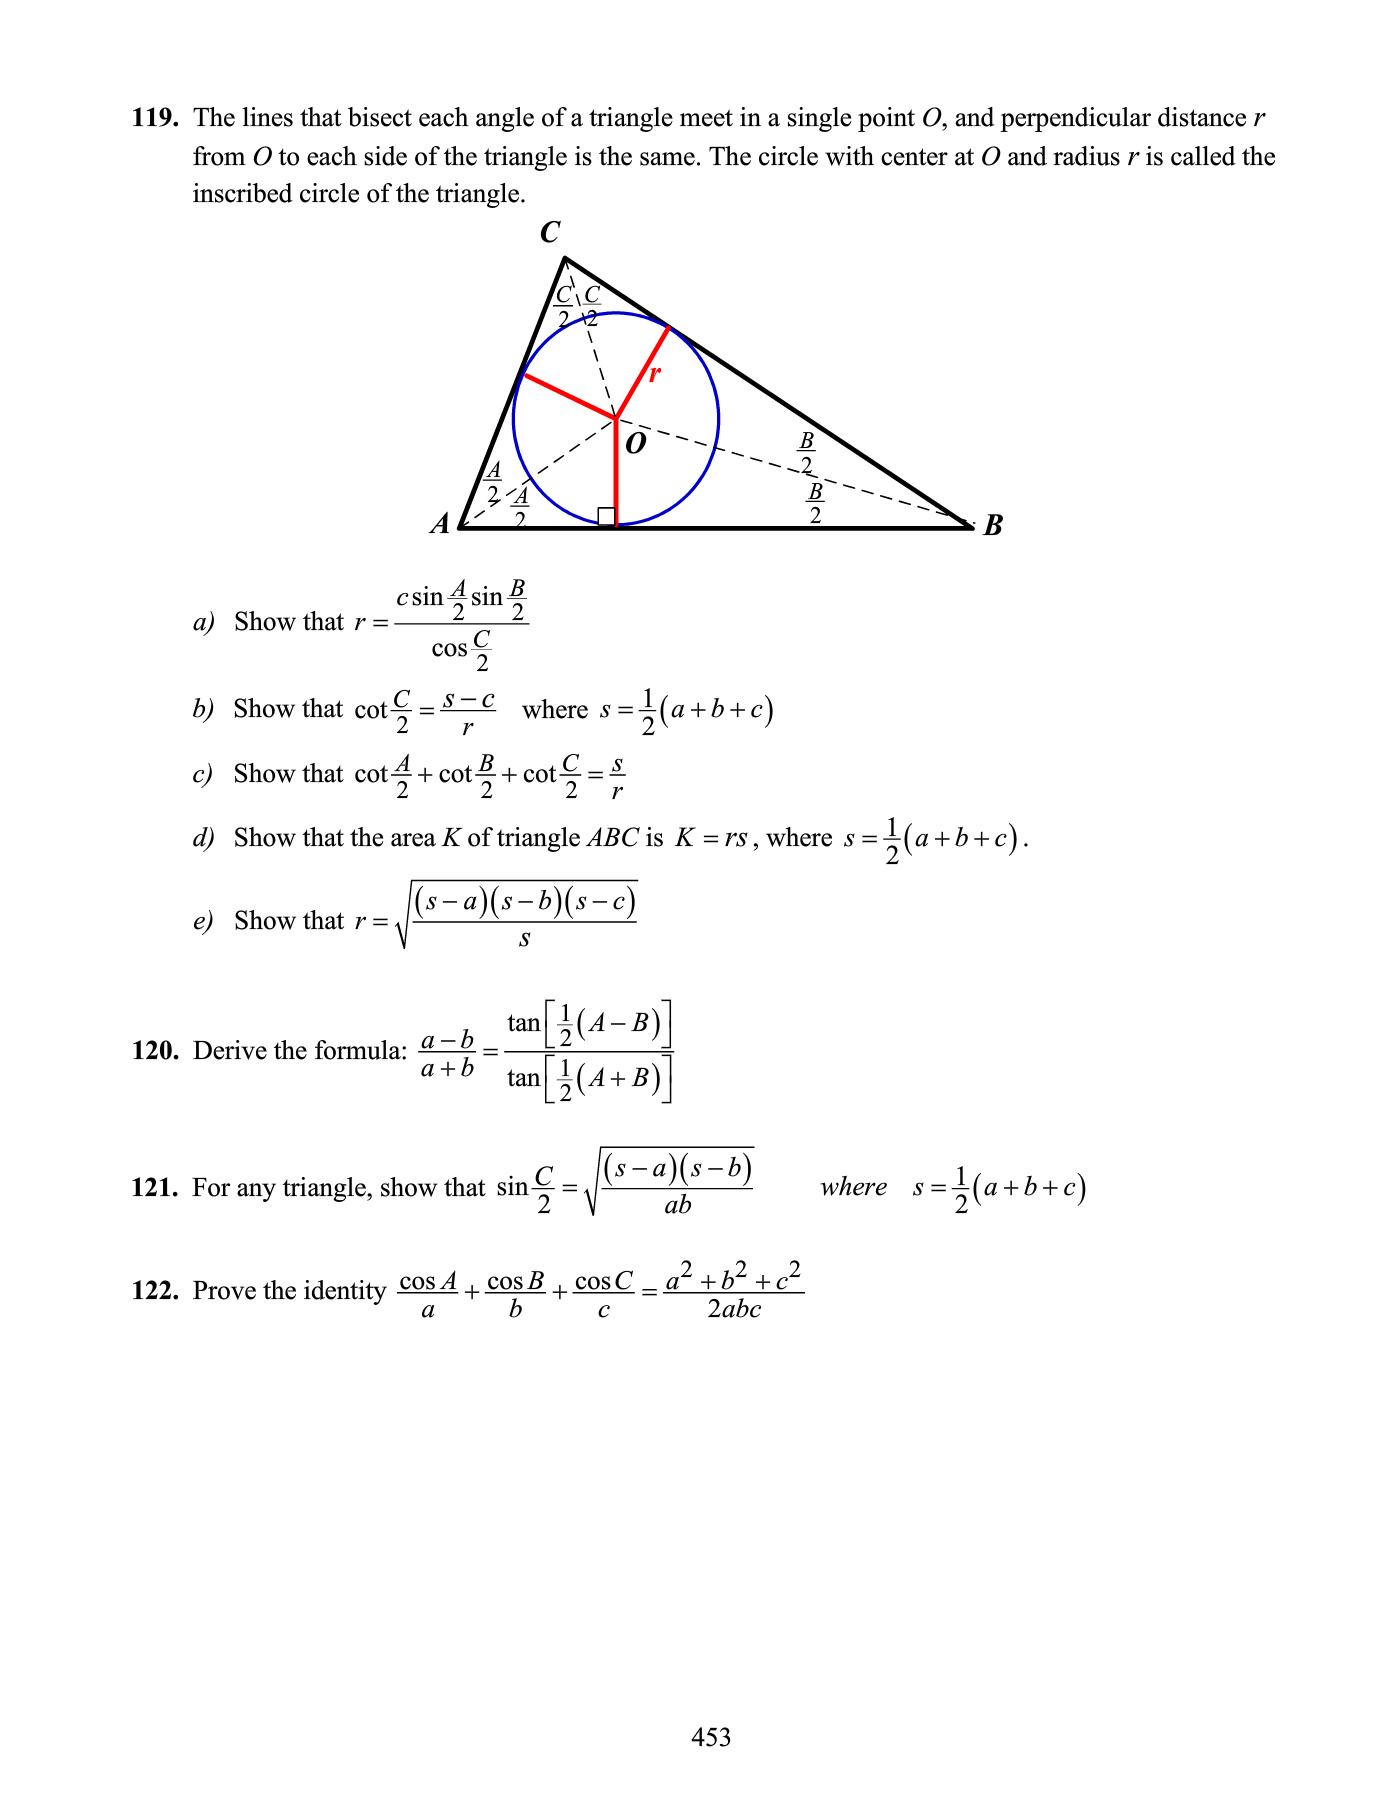 119. The lines that bisect each angle of a triangle meet in a single point O, and perpendicular distance r
from O to each side of the triangle is the same. The circle with center at O and radius r is called the
inscribed circle of the triangle.
C
C/2 C/2
r
O
B/2
A/2
B/2
A/2
A
B
a) Show that r = (c sin A/2 sin B/2) / (cos C/2)
b) Show that cot C/2 = (s − c)/r where s = 1/2 (a + b + c)
c) Show that cot A/2 + cot B/2 + cot C/2 = s/r
d) Show that the area K of triangle ABC is K = rs, where s = 1/2 (a + b + c).
e) Show that r = √((s − a)(s − b)(s − c) / s)
120. Derive the formula: (a − b)/(a + b) = tan[1/2 (A − B)] / tan[1/2 (A + B)]
121. For any triangle, show that sin C/2 = √((s − a)(s − b) / ab) where s = 1/2 (a + b + c)
122. Prove the identity cos A/a + cos B/b + cos C/c = (a² + b² + c²)/2abc
453